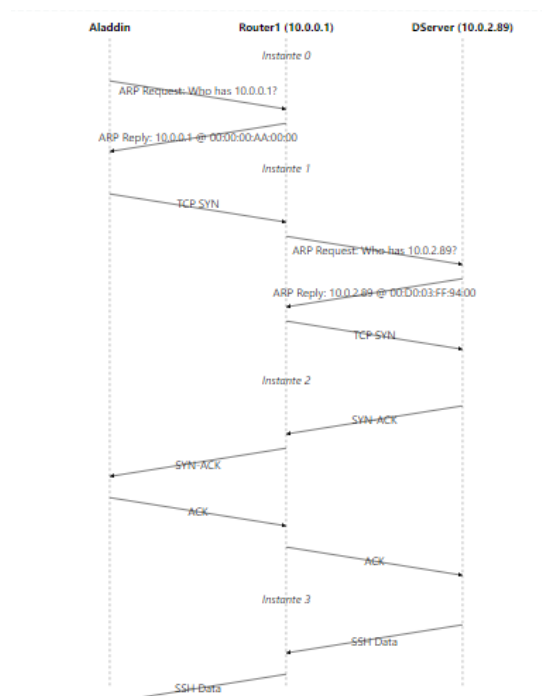 Aladdin Router1 (10.0.0.1) DServer (10.0.2.89)
Instante 0
ARP Request: Who has 10.0.0.1?
ARP Reply: 10.0.0.1 @ 00:00:00:AA:00:00
Instante 1
TCP SYN
ARP Request: Who has 10.0.2.89?
ARP Reply: 10.0.2.89 @ 00:D0:03:FF:94:00
TCP SYN
Instante 2
SYN-ACK
SYN-ACK
ACK
ACK
Instante 3
SSH Data
SSH Data